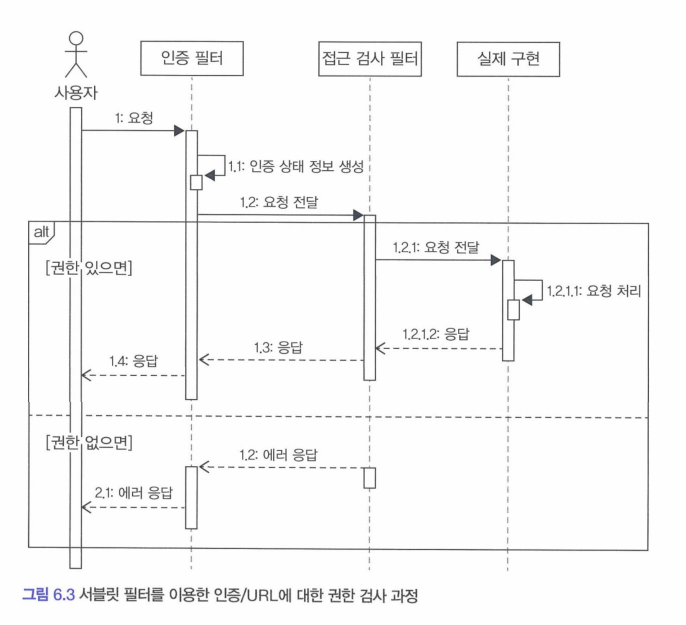 인증 필터
접근 검사 필터
실제 구현
사용자
1: 요청
1.1: 인증 상태 정보 생성
1.2: 요청 전달
alt
1.2.1: 요청 전달
[권한 있으면]
1.2.1.1: 요청 처리
1.2.1.2: 응답
1.3: 응답
1.4: 응답
[권한 없으면]
1.2: 에러 응답
2.1: 에러 응답
그림 6.3 서블릿 필터를 이용한 인증/URL에 대한 권한 검사 과정